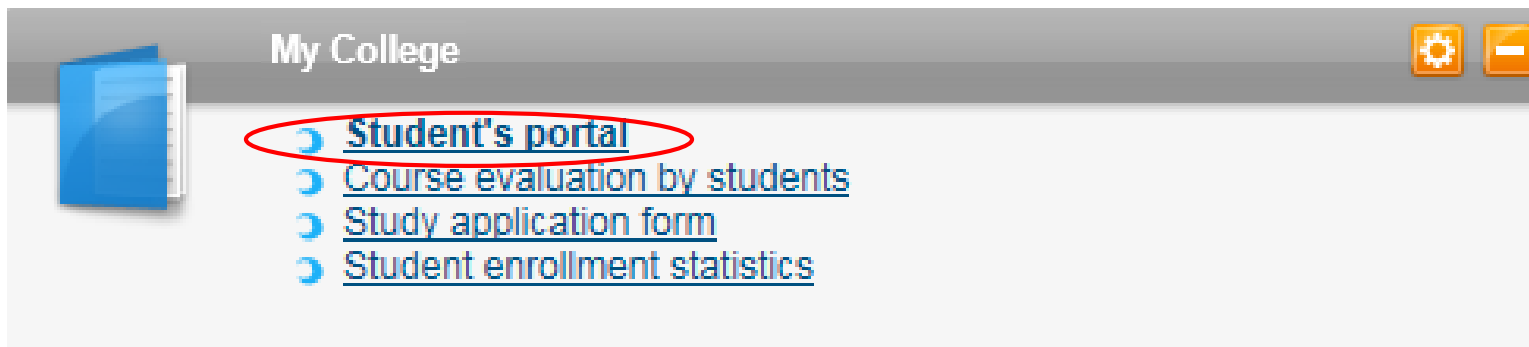 My College
Student's portal
Course evaluation by students
Study application form
Student enrollment statistics